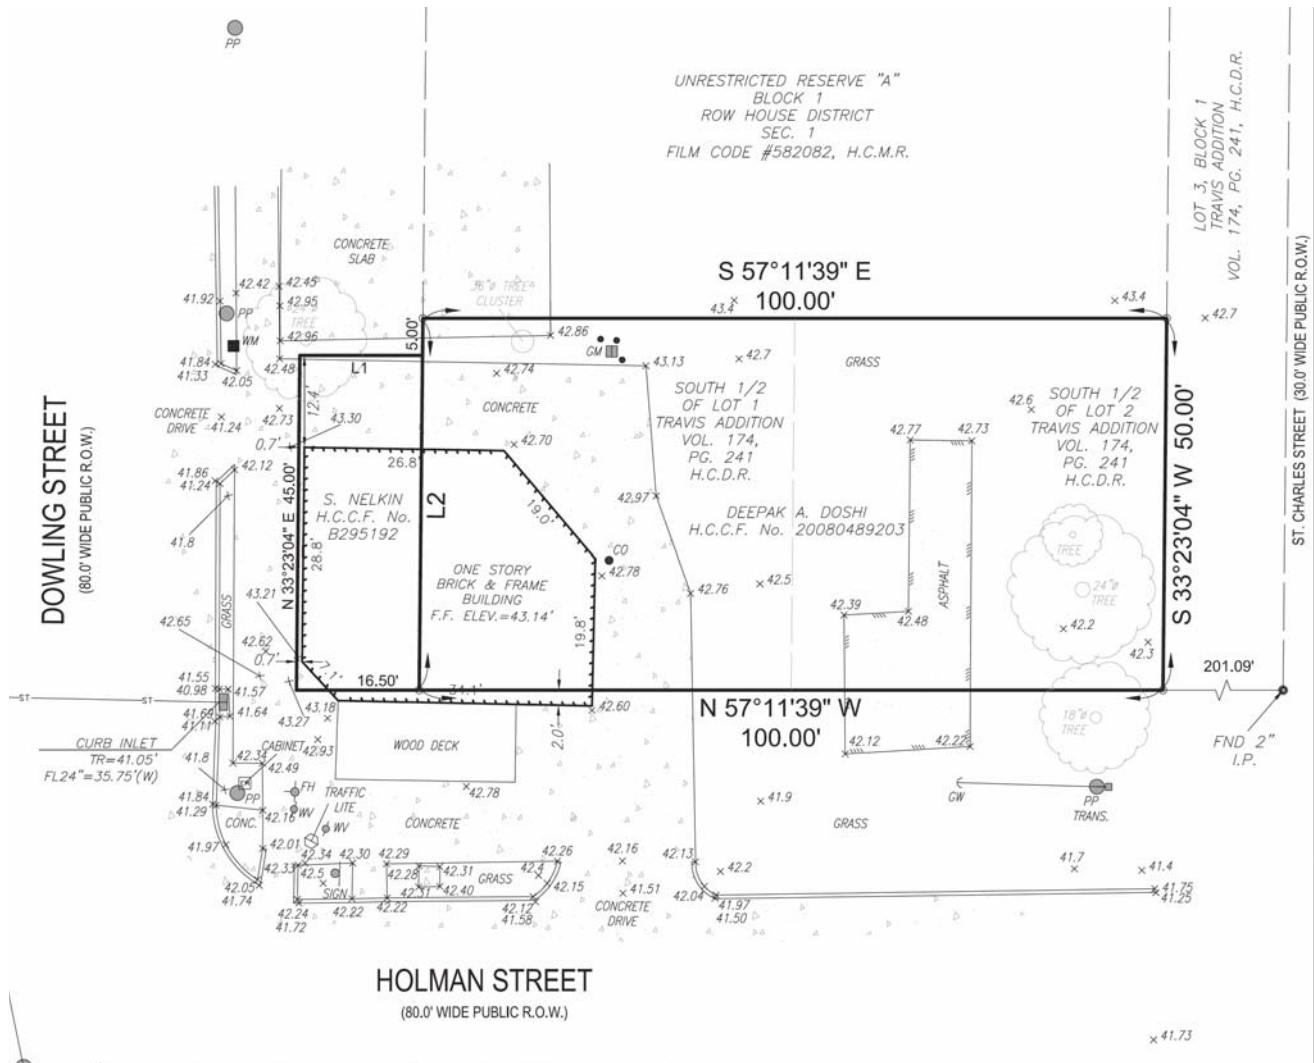 PP
UNRESTRICTED RESERVE "A"
BLOCK 1
ROW HOUSE DISTRICT
SEC. 1
FILM CODE #582082, H.C.M.R.
LOT 3, BLOCK 1
TRAVIS ADDITION
VOL. 174, PG. 241, H.C.D.R.
ST. CHARLES STREET (30.0' WIDE PUBLIC R.O.W.)
CONCRETE
SLAB
S 57°11'39" E
100.00'
42.42
42.45
41.92
42.95
PP
24"ø
TREE
36"ø TREE
CLUSTER
43.4
43.4
42.7
WM
42.96
5.00'
42.86
GM
41.84
41.33
42.05
42.48
L1
42.74
43.13
42.7
GRASS
CONCRETE
DRIVE
41.24
42.73
12.4'
43.30
CONCRETE
SOUTH 1/2
OF LOT 1
TRAVIS ADDITION
VOL. 174,
PG. 241
H.C.D.R.
42.6
SOUTH 1/2
OF LOT 2
TRAVIS ADDITION
VOL. 174,
PG. 241
H.C.D.R.
0.7'
42.70
42.77
42.73
DOWLING STREET
(80.0' WIDE PUBLIC R.O.W.)
41.86
41.24
42.12
26.8'
N 33°23'04" E 45.00'
S. NELKIN
H.C.C.F. No.
B295192
L2
19.0'
42.97
DEEPAK A. DOSHI
H.C.C.F. No. 20080489203
S 33°23'04" W 50.00'
41.8
28.8'
CO
TREE
43.21
ONE STORY
BRICK & FRAME
BUILDING
F.F. ELEV.=43.14'
42.78
42.76
42.5
ASPHALT
24"ø
TREE
GRASS
42.65
42.62
19.8'
42.39
42.48
42.2
42.3
0.7'
7.1'
41.55
40.98
41.57
16.50'
31.1'
201.09'
ST
ST
41.69
41.11
41.64
43.27
43.18
42.60
N 57°11'39" W
100.00'
18"ø
TREE
FND 2"
I.P.
CURB INLET
TR=41.05'
FL24"=35.75'(W)
41.8
CABINET
42.34
42.49
42.93
WOOD DECK
2.0'
42.12
42.22
PP
FH
WV
WV
TRAFFIC
LITE
42.78
41.9
GW
PP
TRANS.
41.84
41.29
CONC.
42.16
CONCRETE
GRASS
41.97
42.01
42.33
42.34
42.30
42.29
42.26
42.16
42.13
42.2
41.7
41.4
42.5
42.28
42.31
42.4
42.05
41.74
SIGN
42.31
42.40
GRASS
42.15
41.51
42.04
41.75
41.25
42.24
41.72
42.22
42.22
42.12
41.58
CONCRETE
DRIVE
41.97
41.50
HOLMAN STREET
(80.0' WIDE PUBLIC R.O.W.)
41.73